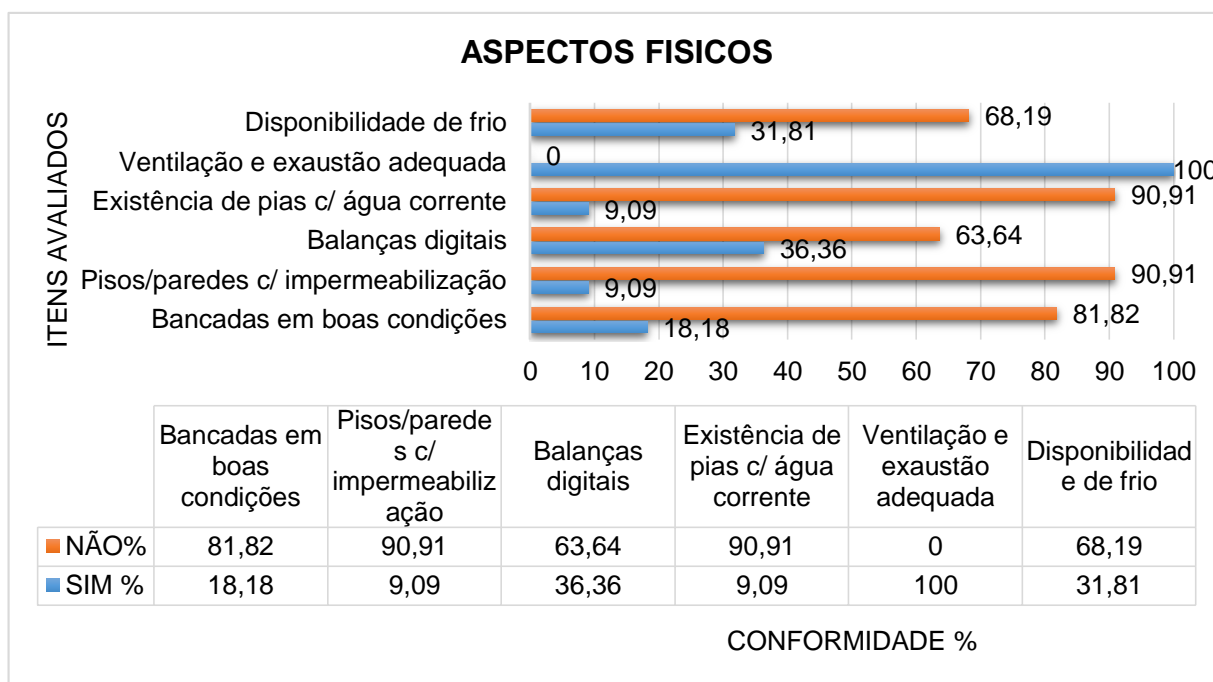 ASPECTOS FISICOS
ITENS AVALIADOS
Disponibilidade de frio
68,19
31,81
Ventilação e exaustão adequada
0
100
Existência de pias c/ água corrente
90,91
9,09
Balanças digitais
63,64
36,36
Pisos/paredes c/ impermeabilização
90,91
9,09
Bancadas em boas condições
81,82
18,18
0 10 20 30 40 50 60 70 80 90 100
Bancadas em
boas
condições
Pisos/parede
s c/
impermeabiliz
ação
Balanças
digitais
Existência de
pias c/ água
corrente
Ventilação e
exaustão
adequada
Disponibilidad
e de frio
NÃO% 81,82 90,91 63,64 90,91 0 68,19
SIM % 18,18 9,09 36,36 9,09 100 31,81
CONFORMIDADE %